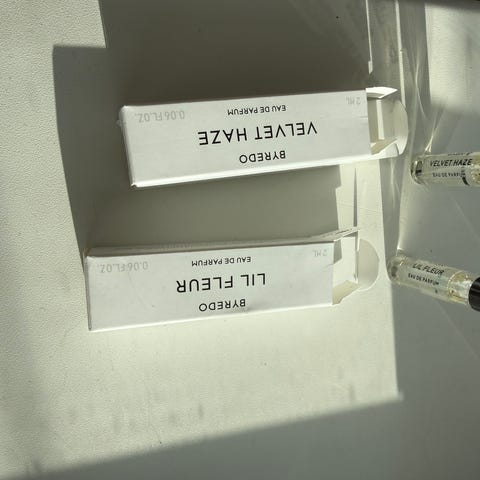 BYREDO
VELVET HAZE
EAU DE PARFUM
2 ML
0.06 FL.OZ.
BYREDO
LIL FLEUR
EAU DE PARFUM
2 ML
0.06 FL.OZ.
VELVET HAZE
EAU DE PARFUM
LIL FLEUR
EAU DE PARFUM